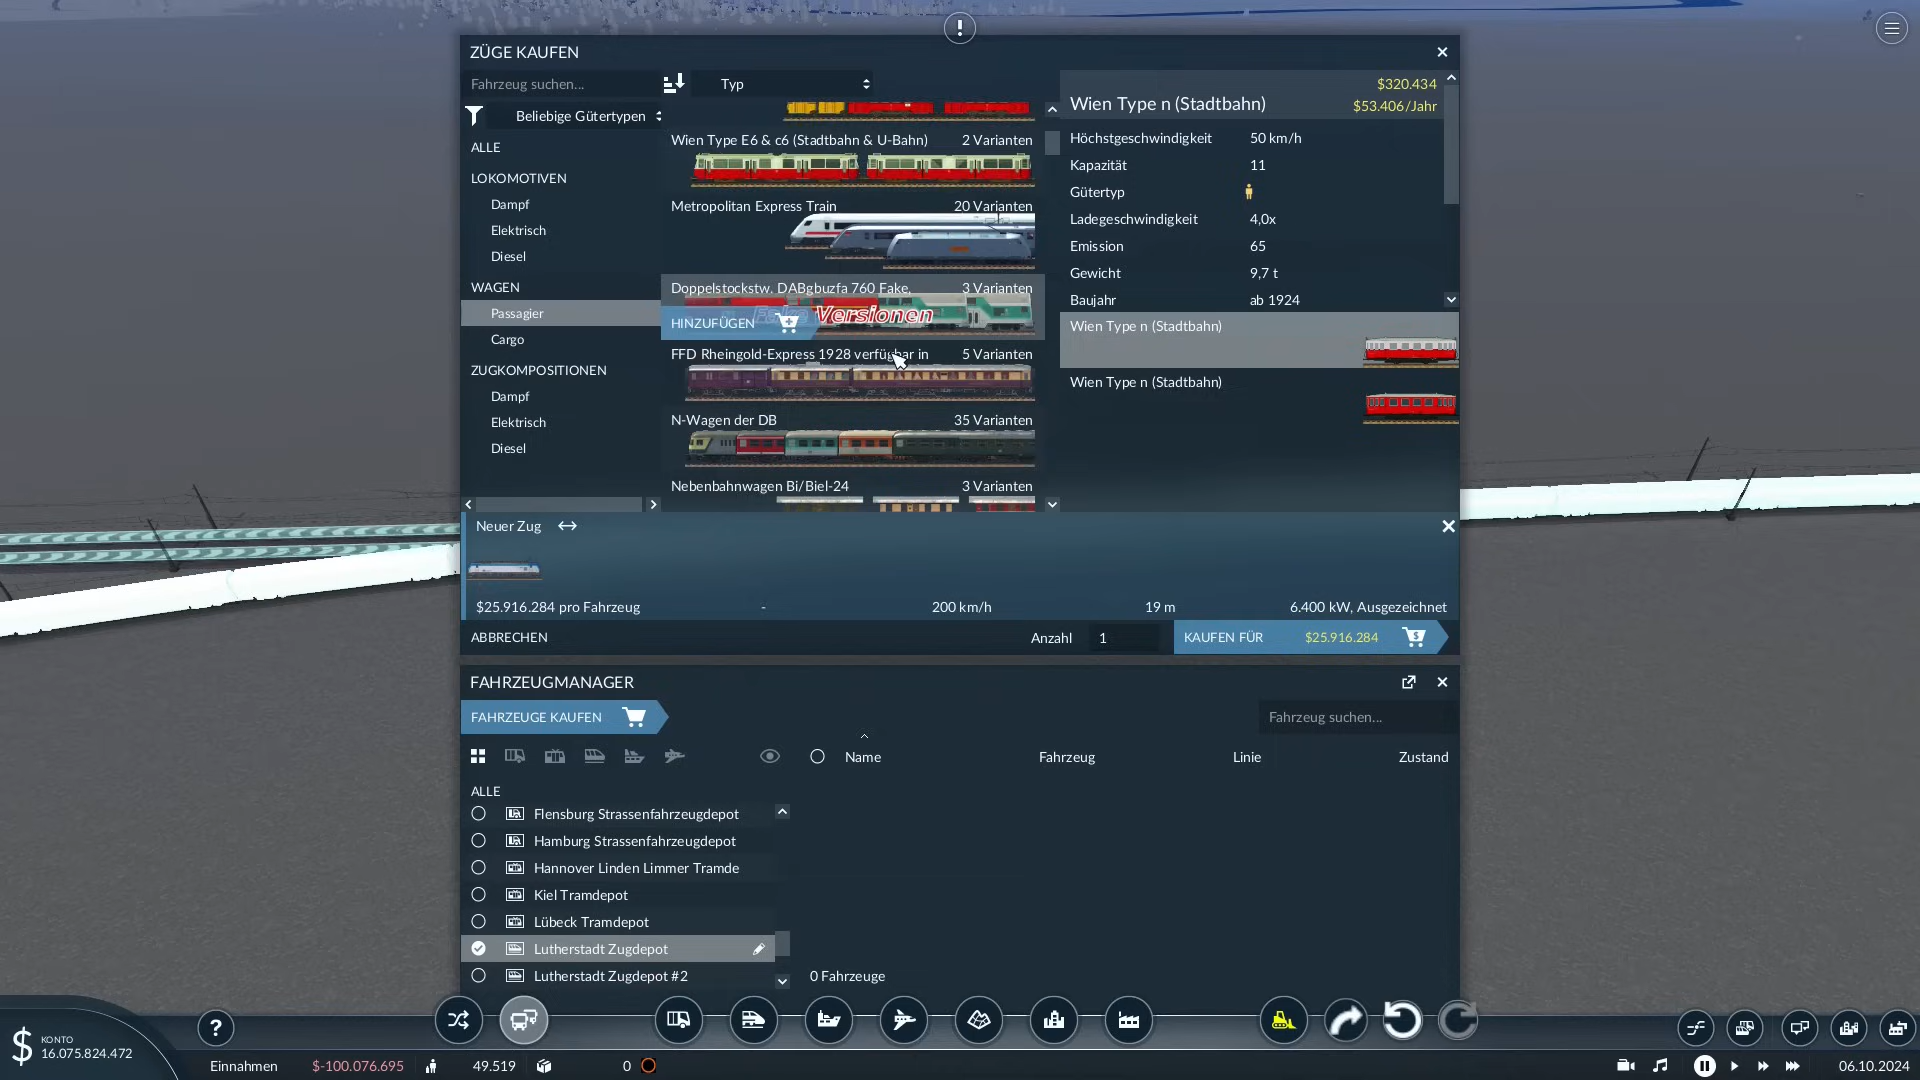 ZÜGE KAUFEN
Fahrzeug suchen...
Typ
Beliebige Gütertypen
ALLE
LOKOMOTIVEN
Dampf
Elektrisch
Diesel
WAGEN
Passagier
Cargo
ZUGKOMPOSITIONEN
Dampf
Elektrisch
Diesel
Wien Type E6 & c6 (Stadtbahn & U-Bahn) 2 Varianten
Metropolitan Express Train 20 Varianten
Doppelstockstw. DABgbuzfa 760 Fake, 3 Varianten
Fake Versionen
HINZUFÜGEN
FFD Rheingold-Express 1928 verfügbar in 5 Varianten
N-Wagen der DB 35 Varianten
Nebenbahnwagen Bi/Biel-24 3 Varianten
$320.434
Wien Type n (Stadtbahn) $53.406/Jahr
Höchstgeschwindigkeit 50 km/h
Kapazität 11
Gütertyp
Ladegeschwindigkeit 4,0x
Emission 65
Gewicht 9,7 t
Baujahr ab 1924
Wien Type n (Stadtbahn)
Wien Type n (Stadtbahn)
Neuer Zug
$25.916.284 pro Fahrzeug - 200 km/h 19 m 6.400 kW, Ausgezeichnet
ABBRECHEN Anzahl 1 KAUFEN FÜR $25.916.284
FAHRZEUGMANAGER
FAHRZEUGE KAUFEN Fahrzeug suchen...
Name Fahrzeug Linie Zustand
ALLE
Flensburg Strassenfahrzeugdepot
Hamburg Strassenfahrzeugdepot
Hannover Linden Limmer Tramde
Kiel Tramdepot
Lübeck Tramdepot
Lutherstadt Zugdepot
Lutherstadt Zugdepot #2 0 Fahrzeuge
KONTO
16.075.824.472
Einnahmen $-100.076.695 49.519 0 06.10.2024